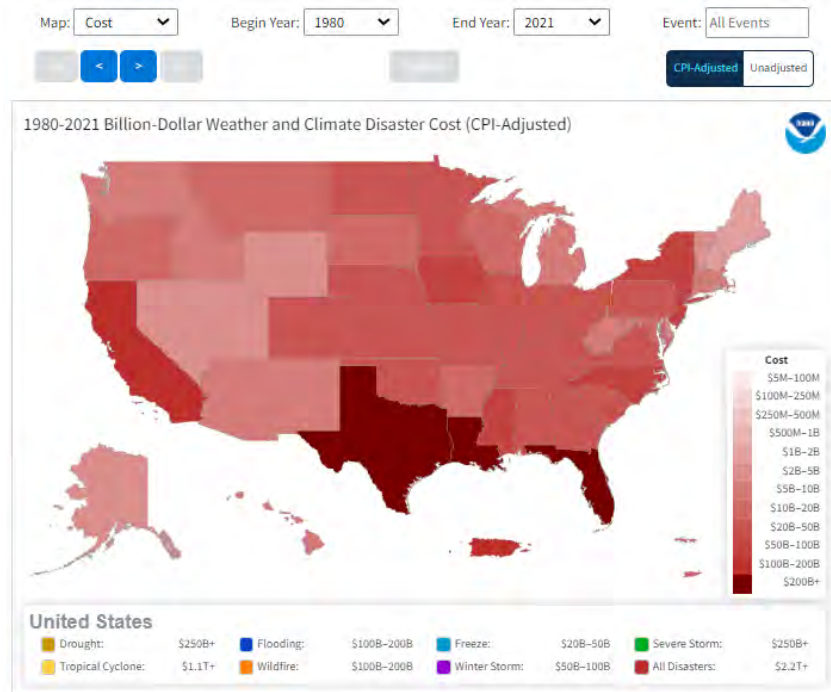 Map: Cost Begin Year: 1980 End Year: 2021 Event: All Events
< >
CPI-Adjusted Unadjusted
1980-2021 Billion-Dollar Weather and Climate Disaster Cost (CPI-Adjusted)
Cost
$5M–100M
$100M–250M
$250M–500M
$500M–1B
$1B–2B
$2B–5B
$5B–10B
$10B–20B
$20B–50B
$50B–100B
$100B–200B
$200B+
United States
Drought: $250B+ Flooding: $100B–200B Freeze: $20B–50B Severe Storm: $250B+
Tropical Cyclone: $1.1T+ Wildfire: $100B–200B Winter Storm: $50B–100B All Disasters: $2.2T+